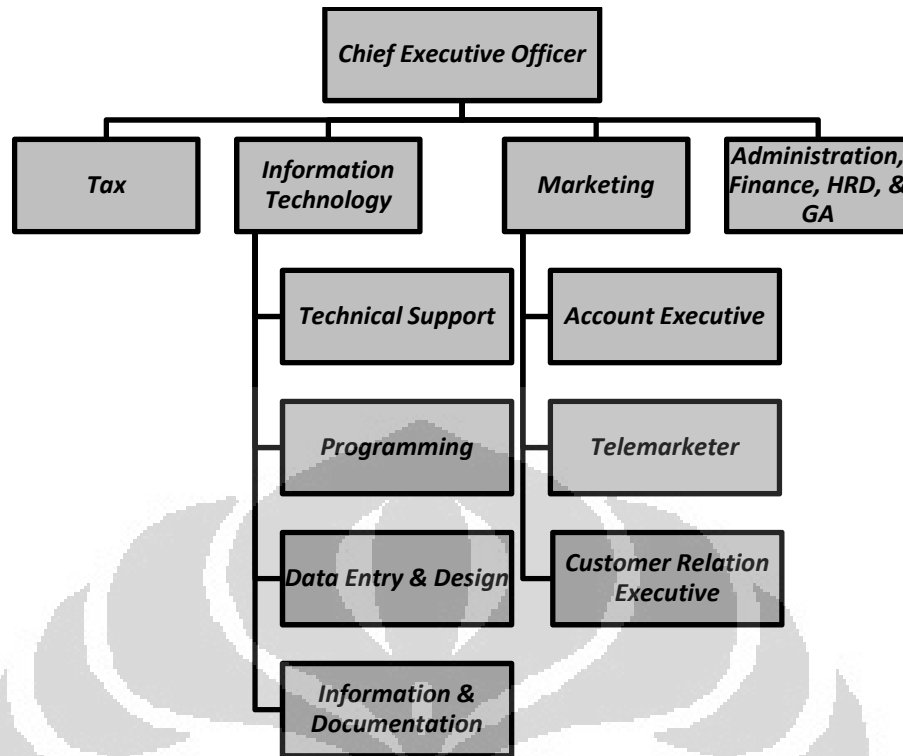 Chief Executive Officer
Tax
Information
Technology
Marketing
Administration,
Finance, HRD, &
GA
Technical Support
Account Executive
Programming
Telemarketer
Data Entry & Design
Customer Relation
Executive
Information &
Documentation